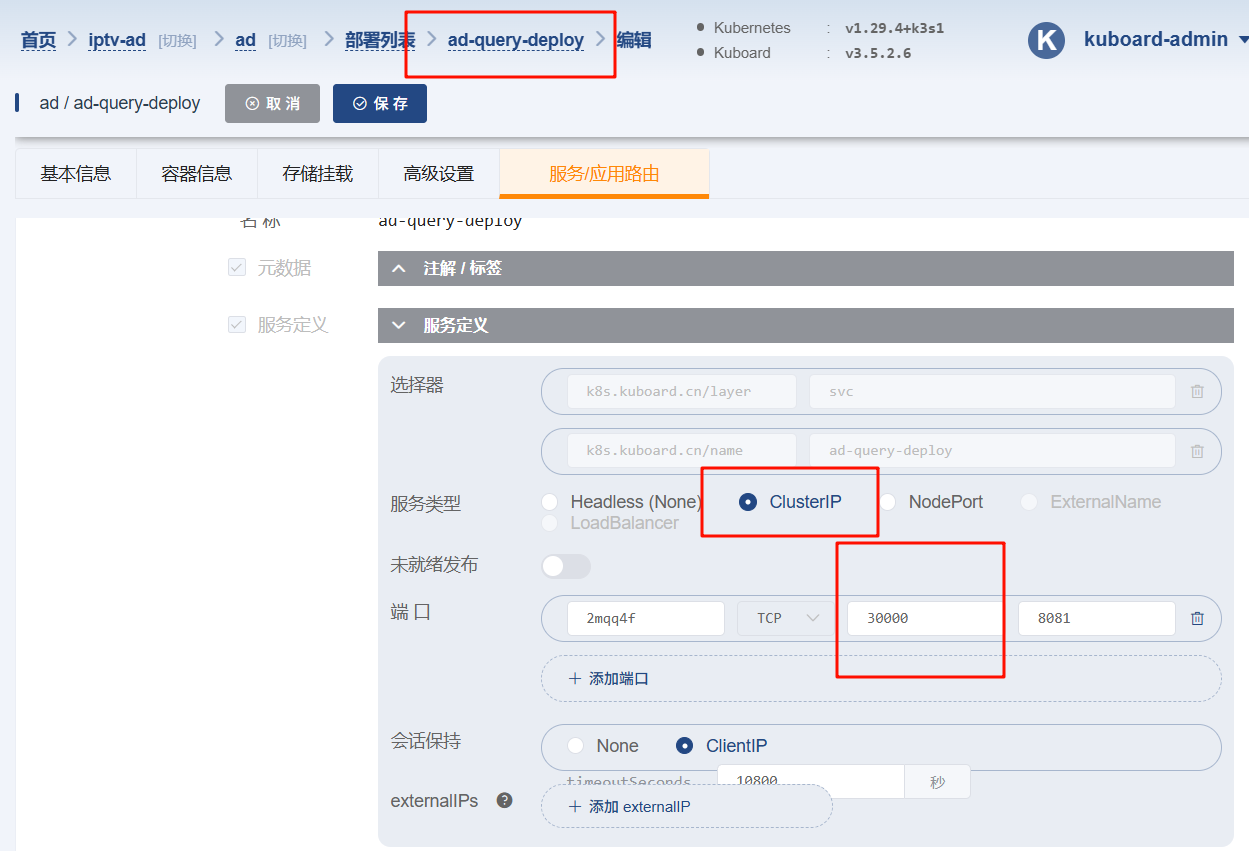 首页 > iptv-ad [切换] > ad [切换] > 部署列表 > ad-query-deploy > 编辑
Kubernetes : v1.29.4+k3s1
Kuboard : v3.5.2.6
K kuboard-admin
ad / ad-query-deploy 取 消 保 存
基本信息 容器信息 存储挂载 高级设置 服务/应用路由
名 称 ad-query-deploy
元数据 注解 / 标签
服务定义 服务定义
选择器 k8s.kuboard.cn/layer svc
k8s.kuboard.cn/name ad-query-deploy
服务类型 Headless (None) ClusterIP NodePort ExternalName
LoadBalancer
未就绪发布
端 口 2mqq4f TCP 30000 8081
+ 添加端口
会话保持 None ClientIP
timeoutSeconds 10800 秒
externalIPs ? + 添加 externalIP